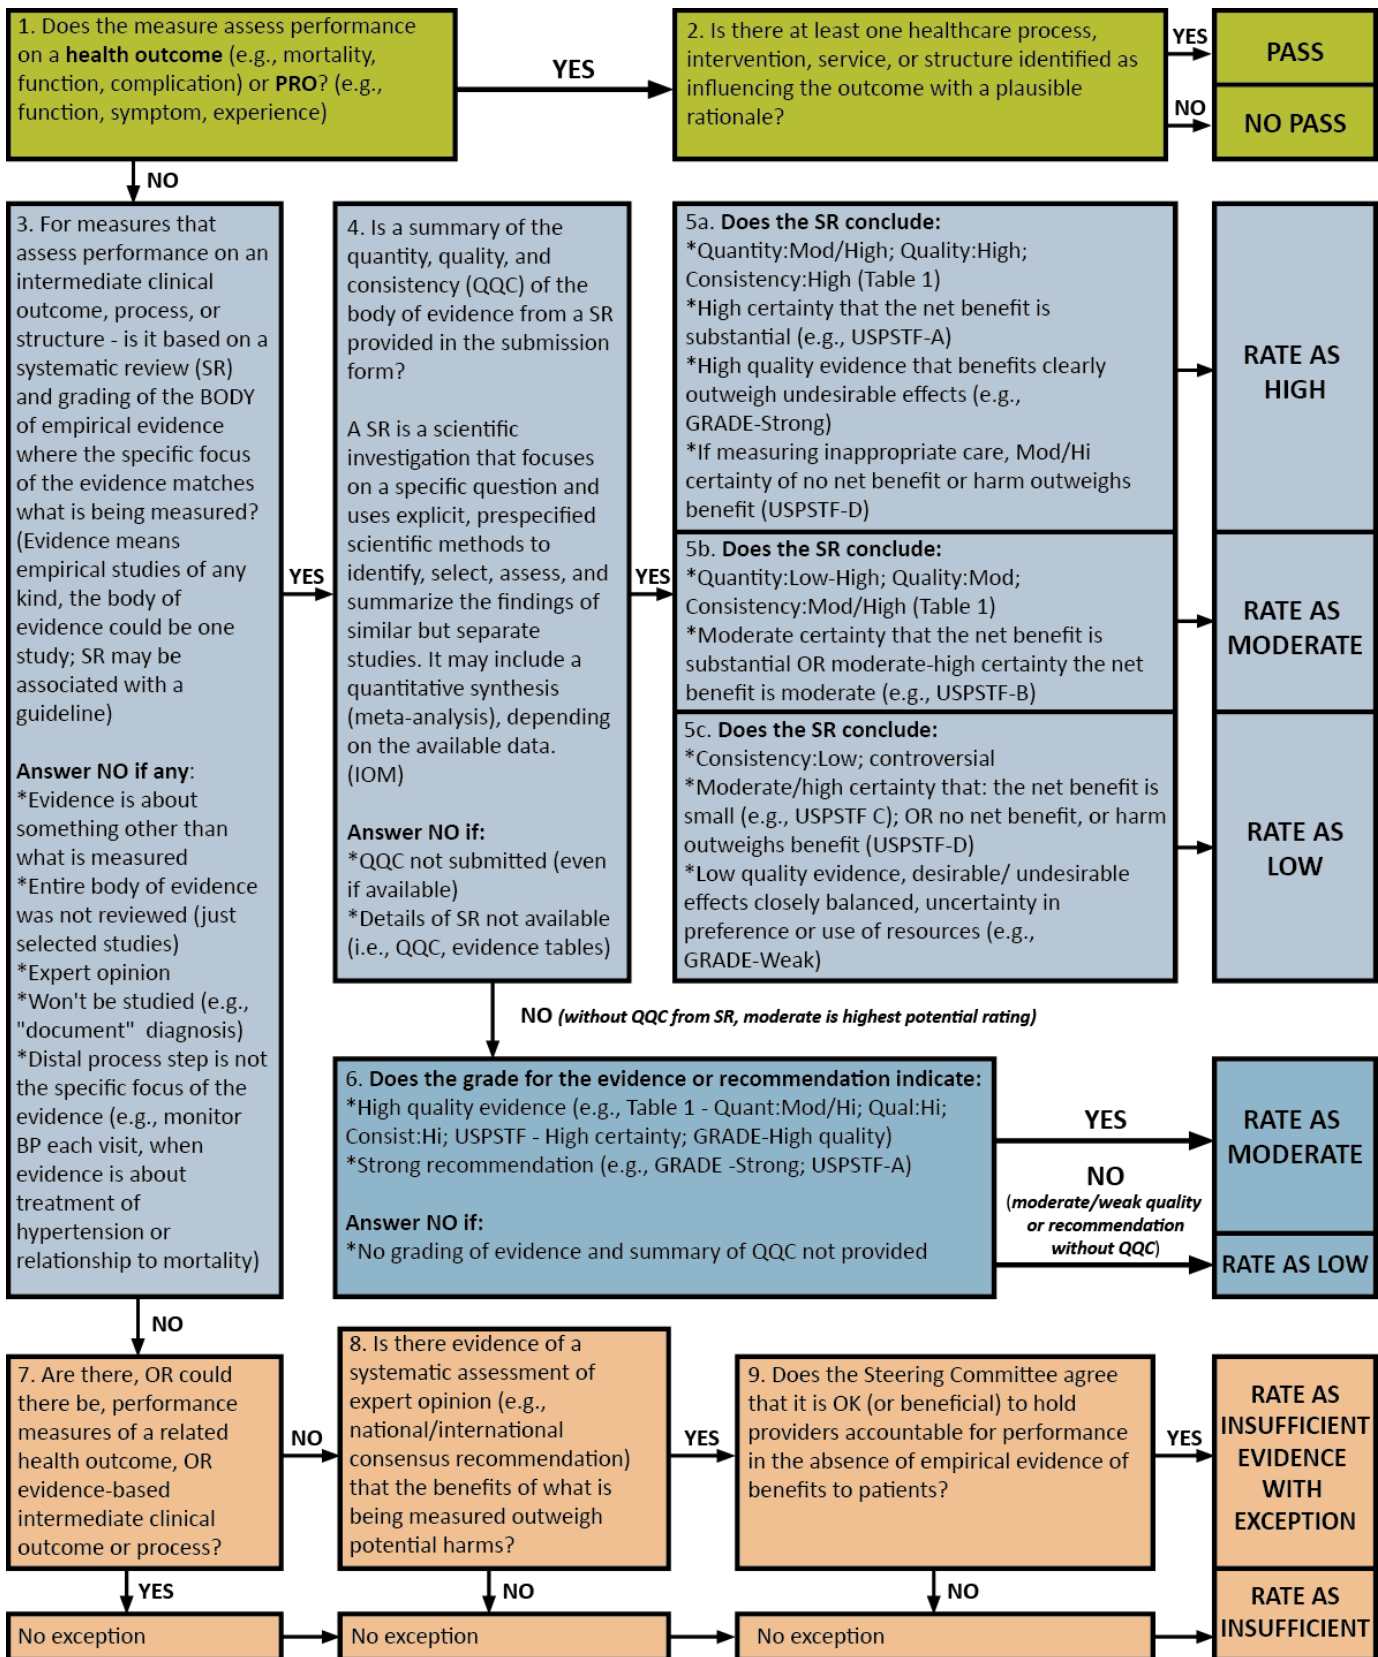 1. Does the measure assess performance
on a health outcome (e.g., mortality,
function, complication) or PRO? (e.g.,
function, symptom, experience)
YES
2. Is there at least one healthcare process,
intervention, service, or structure identified as
influencing the outcome with a plausible
rationale?
YES
PASS
NO
NO PASS
NO
3. For measures that
assess performance on an
intermediate clinical
outcome, process, or
structure - is it based on a
systematic review (SR)
and grading of the BODY
of empirical evidence
where the specific focus
of the evidence matches
what is being measured?
(Evidence means
empirical studies of any
kind, the body of
evidence could be one
study; SR may be
associated with a
guideline)
Answer NO if any:
*Evidence is about
something other than
what is measured
*Entire body of evidence
was not reviewed (just
selected studies)
*Expert opinion
*Won't be studied (e.g.,
"document" diagnosis)
*Distal process step is not
the specific focus of the
evidence (e.g., monitor
BP each visit, when
evidence is about
treatment of
hypertension or
relationship to mortality)
YES
4. Is a summary of the
quantity, quality, and
consistency (QQC) of the
body of evidence from a SR
provided in the submission
form?
A SR is a scientific
investigation that focuses
on a specific question and
uses explicit, prespecified
scientific methods to
identify, select, assess, and
summarize the findings of
similar but separate
studies. It may include a
quantitative synthesis
(meta-analysis), depending
on the available data.
(IOM)
Answer NO if:
*QQC not submitted (even
if available)
*Details of SR not available
(i.e., QQC, evidence tables)
YES
5a. Does the SR conclude:
*Quantity:Mod/High; Quality:High;
Consistency:High (Table 1)
*High certainty that the net benefit is
substantial (e.g., USPSTF-A)
*High quality evidence that benefits clearly
outweigh undesirable effects (e.g.,
GRADE-Strong)
*If measuring inappropriate care, Mod/Hi
certainty of no net benefit or harm outweighs
benefit (USPSTF-D)
RATE AS
HIGH
5b. Does the SR conclude:
*Quantity:Low-High; Quality:Mod;
Consistency:Mod/High (Table 1)
*Moderate certainty that the net benefit is
substantial OR moderate-high certainty the net
benefit is moderate (e.g., USPSTF-B)
RATE AS
MODERATE
5c. Does the SR conclude:
*Consistency:Low; controversial
*Moderate/high certainty that: the net benefit is
small (e.g., USPSTF C); OR no net benefit, or harm
outweighs benefit (USPSTF-D)
*Low quality evidence, desirable/ undesirable
effects closely balanced, uncertainty in
preference or use of resources (e.g.,
GRADE-Weak)
RATE AS
LOW
NO (without QQC from SR, moderate is highest potential rating)
6. Does the grade for the evidence or recommendation indicate:
*High quality evidence (e.g., Table 1 - Quant:Mod/Hi; Qual:Hi;
Consist:Hi; USPSTF - High certainty; GRADE-High quality)
*Strong recommendation (e.g., GRADE -Strong; USPSTF-A)
Answer NO if:
*No grading of evidence and summary of QQC not provided
YES
RATE AS
MODERATE
NO
(moderate/weak quality
or recommendation
without QQC)
RATE AS LOW
NO
7. Are there, OR could
there be, performance
measures of a related
health outcome, OR
evidence-based
intermediate clinical
outcome or process?
NO
8. Is there evidence of a
systematic assessment of
expert opinion (e.g.,
national/international
consensus recommendation)
that the benefits of what is
being measured outweigh
potential harms?
YES
9. Does the Steering Committee agree
that it is OK (or beneficial) to hold
providers accountable for performance
in the absence of empirical evidence of
benefits to patients?
YES
RATE AS
INSUFFICIENT
EVIDENCE
WITH
EXCEPTION
YES
NO
NO
No exception
No exception
No exception
RATE AS
INSUFFICIENT